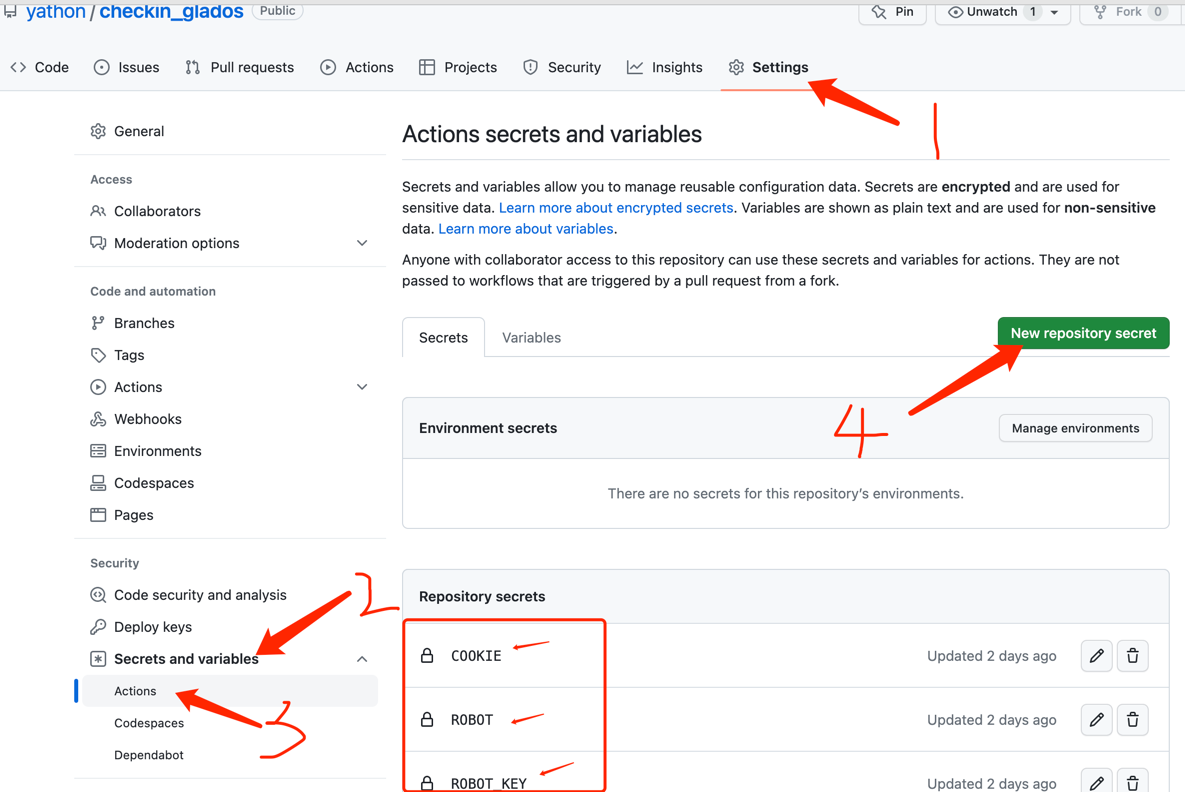 yathon / checkin_glados Public
Pin Unwatch 1 Fork 0
Code Issues Pull requests Actions Projects Security Insights Settings
1
General
Access
Collaborators
Moderation options
Code and automation
Branches
Tags
Actions
Webhooks
Environments
Codespaces
Pages
Security
Code security and analysis
2
Deploy keys
Secrets and variables
Actions
3
Codespaces
Dependabot
Actions secrets and variables
Secrets and variables allow you to manage reusable configuration data. Secrets are encrypted and are used for
sensitive data. Learn more about encrypted secrets. Variables are shown as plain text and are used for non-sensitive
data. Learn more about variables.
Anyone with collaborator access to this repository can use these secrets and variables for actions. They are not
passed to workflows that are triggered by a pull request from a fork.
Secrets Variables
New repository secret
4
Environment secrets
Manage environments
There are no secrets for this repository’s environments.
Repository secrets
COOKIE Updated 2 days ago
ROBOT Updated 2 days ago
ROBOT_KEY Updated 2 days ago